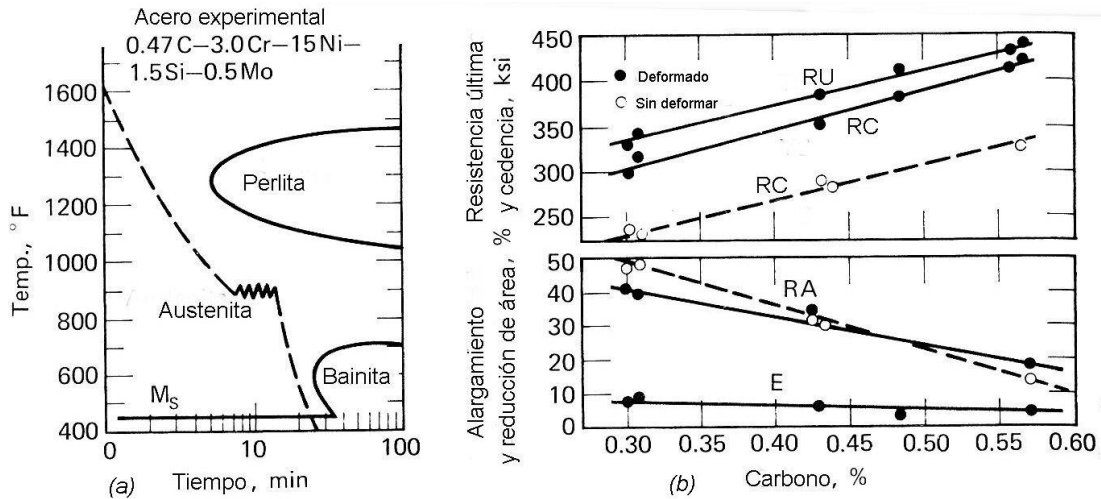 Acero experimental
0.47C–3.0Cr–15Ni–
1.5Si–0.5Mo
1600
1400
1200
1000
800
600
400
Temp., °F
Perlita
Austenita
Bainita
MS
0
10
100
Tiempo, min
(a)
Resistencia última
y cedencia, ksi
450
400
350
300
250
Deformado
Sin deformar
RU
RC
RC
Alargamiento
y reducción de área, %
50
40
30
20
10
0
RA
E
0.30
0.35
0.40
0.45
0.50
0.55
0.60
(b)
Carbono, %